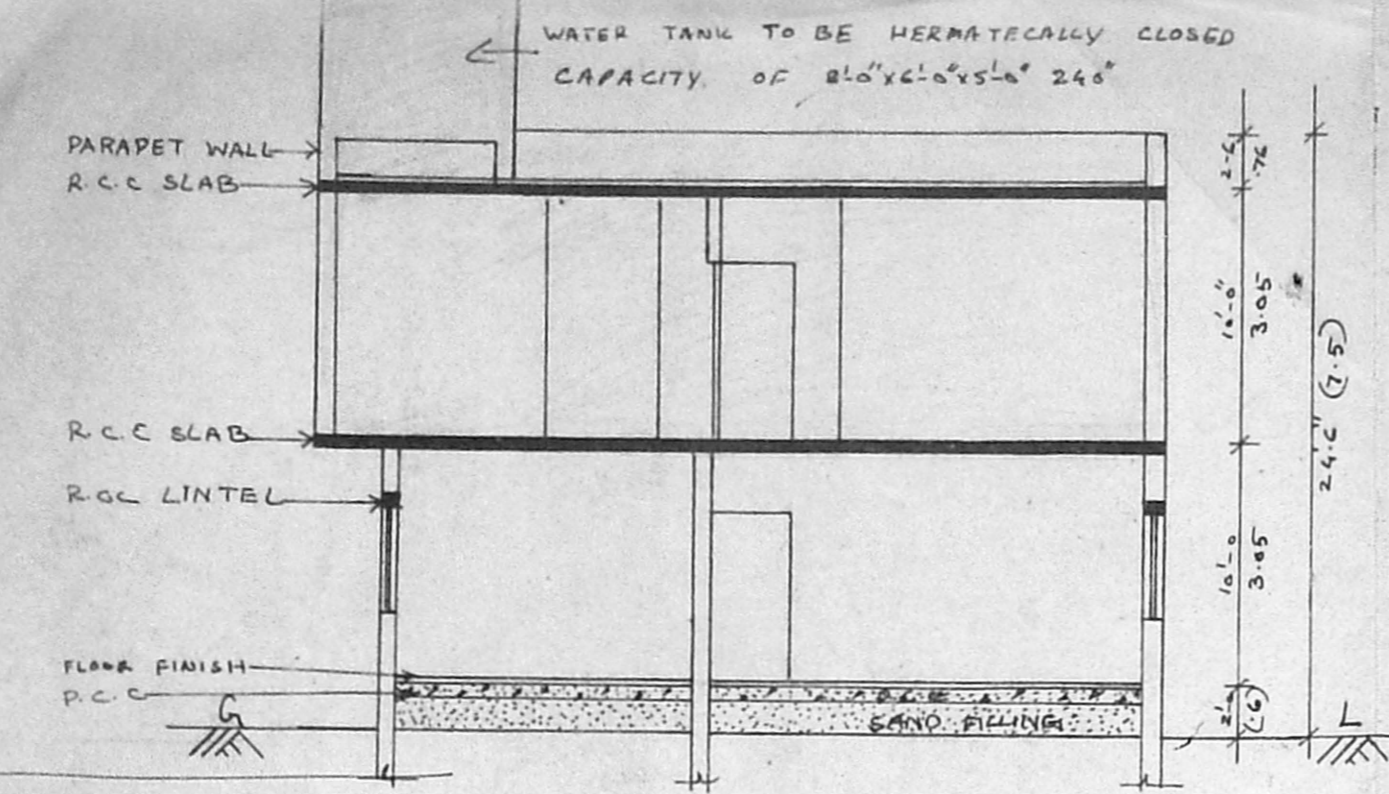 WATER TANK TO BE HERMATECALLY CLOSED
CAPACITY OF 8'-0"x6'-0"x5'-0" 240"
PARAPET WALL
R.C.C SLAB
2-6
.76
10'-0"
3.05
24'.6" (7.5)
R.C.C SLAB
R.CC LINTEL
10'-0
3.05
FLOOR FINISH
P.C.C
P.C.C
SAND FILLING
2'-0
(.6)
G
L